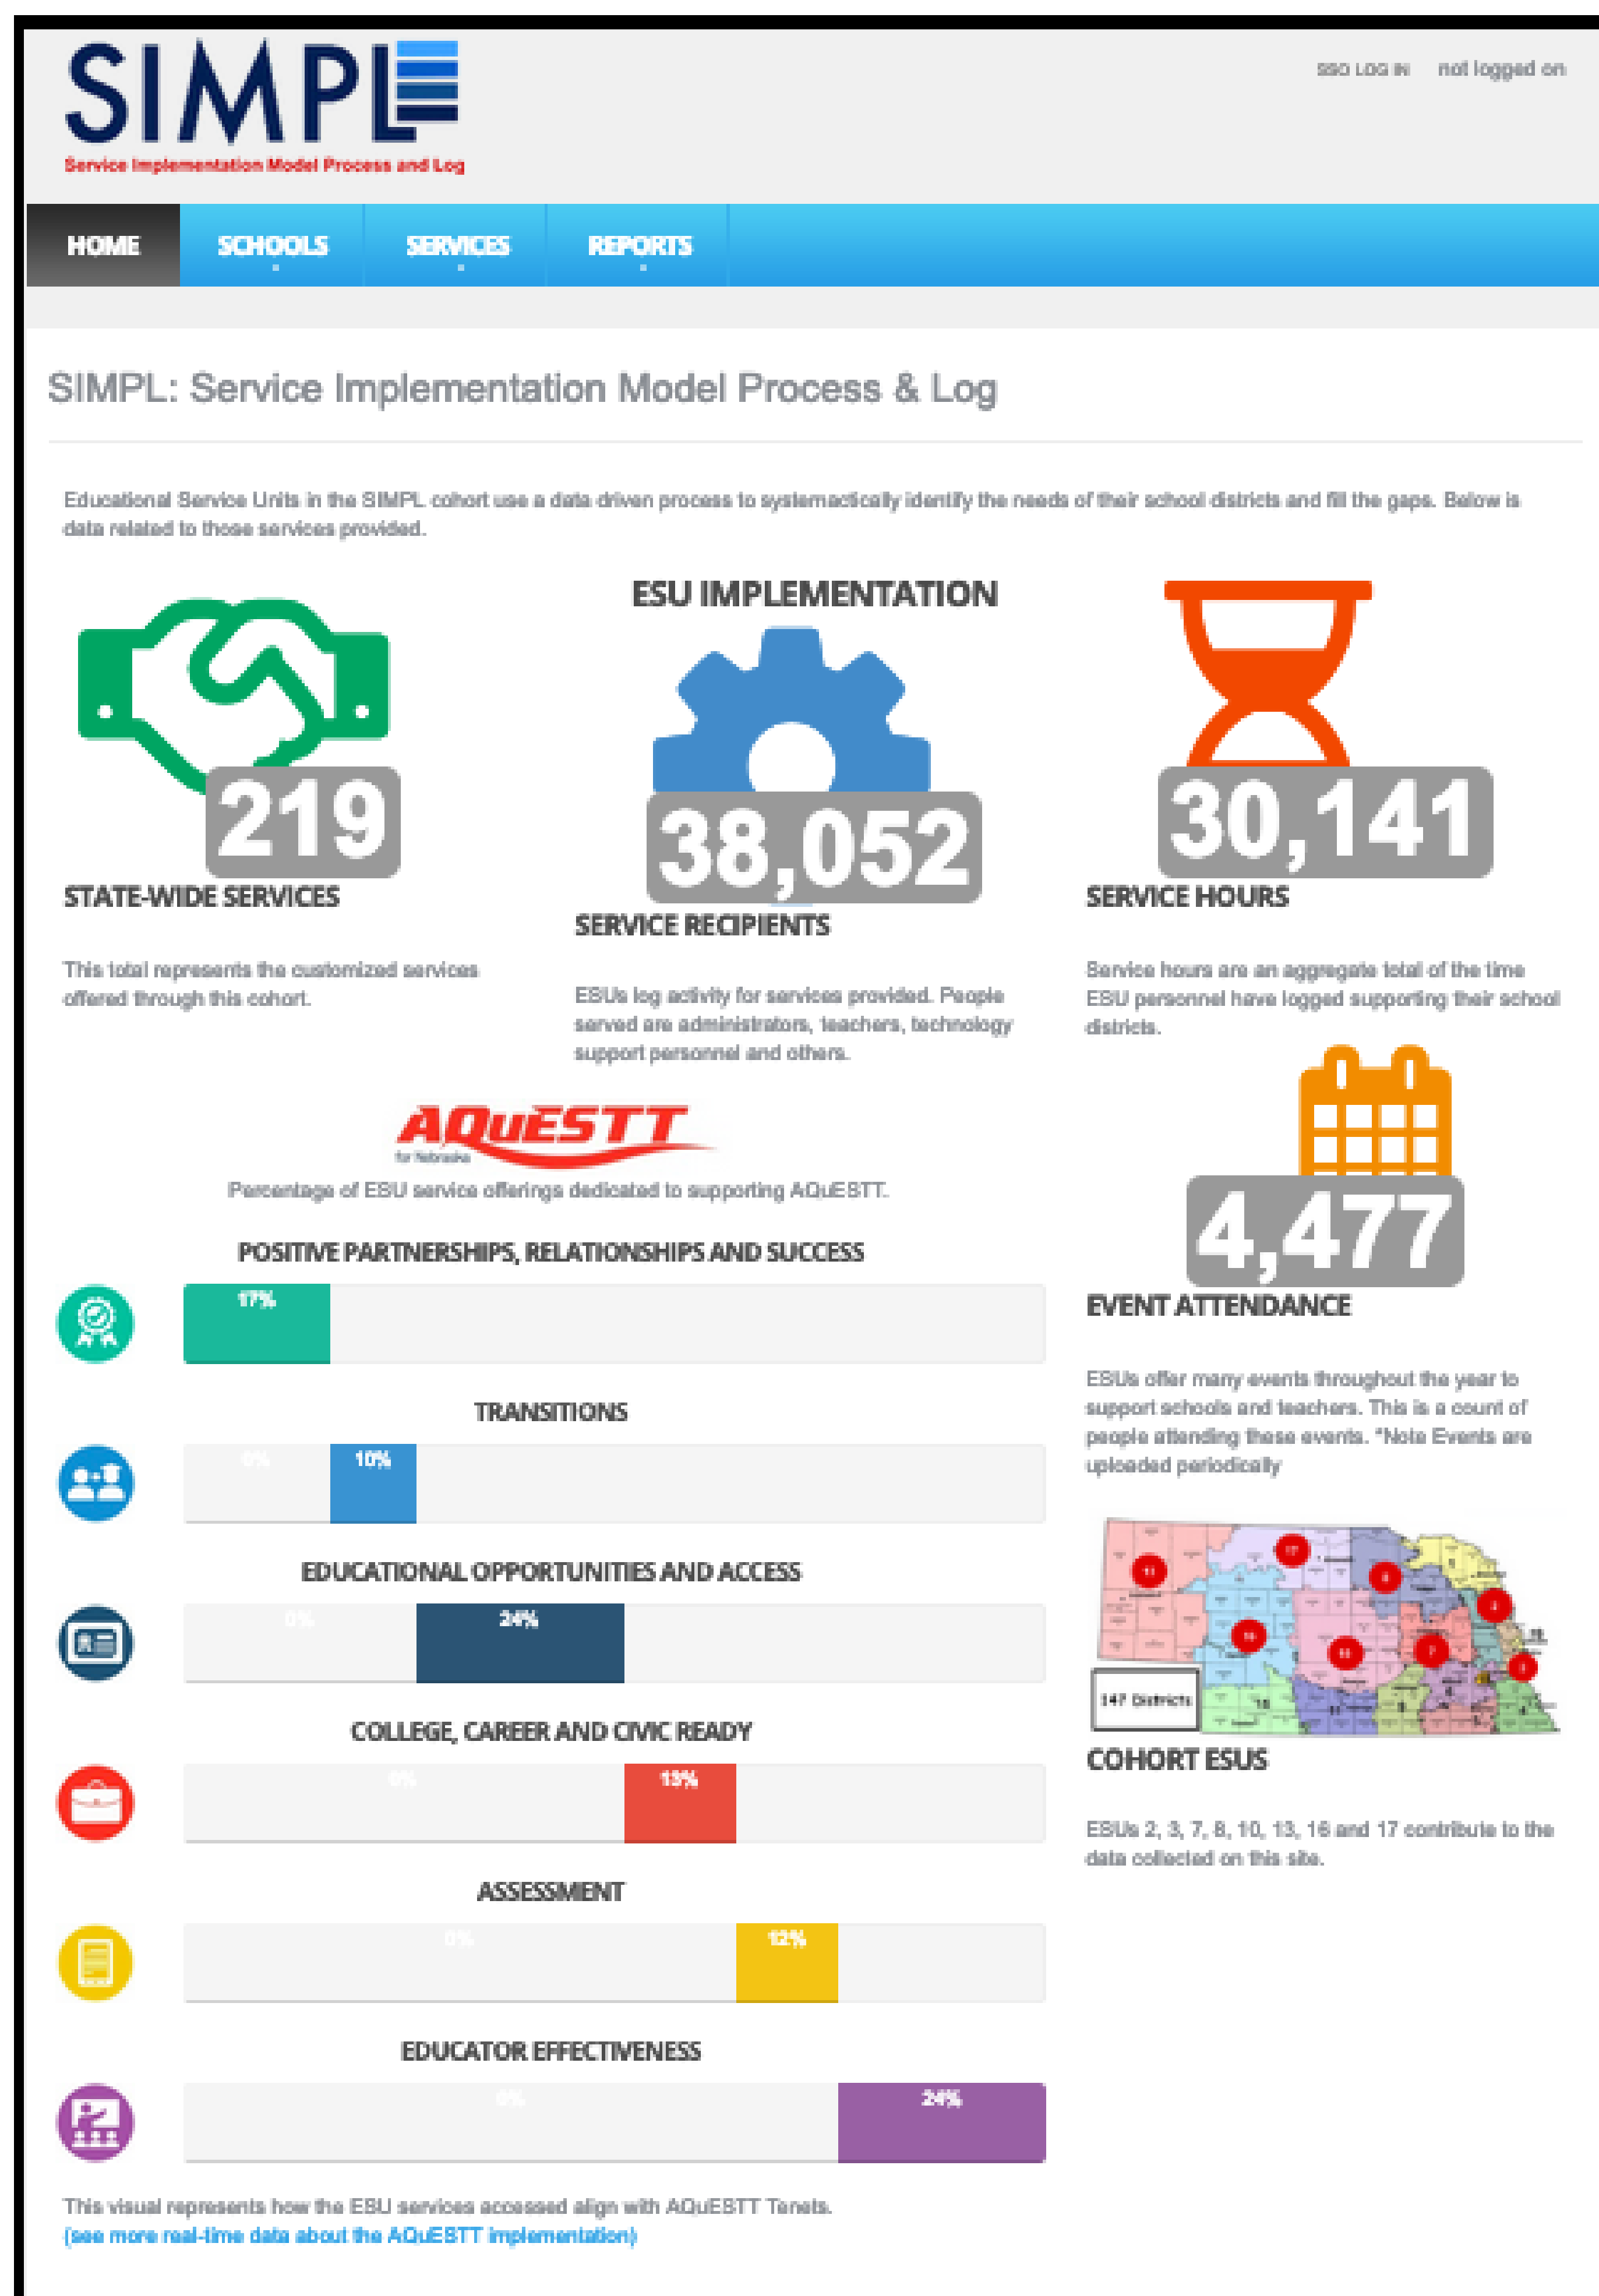 SIMPL
Service Implementation Model Process and Log
SSO LOG IN not logged on
HOME SCHOOLS SERVICES REPORTS
SIMPL: Service Implementation Model Process & Log
Educational Service Units in the SIMPL cohort use a data driven process to systemactically identify the needs of their school districts and fill the gaps. Below is
data related to those services provided.
219
STATE-WIDE SERVICES
This total represents the customized services
offered through this cohort.
ESU IMPLEMENTATION
38,052
SERVICE RECIPIENTS
ESUs log activity for services provided. People
served are administrators, teachers, technology
support personnel and others.
30,141
SERVICE HOURS
Service hours are an aggregate total of the time
ESU personnel have logged supporting their school
districts.
AQuESTT
for Nebraska
Percentage of ESU service offerings dedicated to supporting AQuESTT.
POSITIVE PARTNERSHIPS, RELATIONSHIPS AND SUCCESS
17%
TRANSITIONS
0% 10%
EDUCATIONAL OPPORTUNITIES AND ACCESS
0% 24%
COLLEGE, CAREER AND CIVIC READY
0% 13%
ASSESSMENT
0% 12%
EDUCATOR EFFECTIVENESS
0% 24%
This visual represents how the ESU services accessed align with AQuESTT Tenets.
(see more real-time data about the AQuESTT implementation)
4,477
EVENT ATTENDANCE
ESUs offer many events throughout the year to
support schools and teachers. This is a count of
people attending these events. *Note Events are
uploaded periodically
147 Districts
COHORT ESUS
ESUs 2, 3, 7, 8, 10, 13, 16 and 17 contribute to the
data collected on this site.